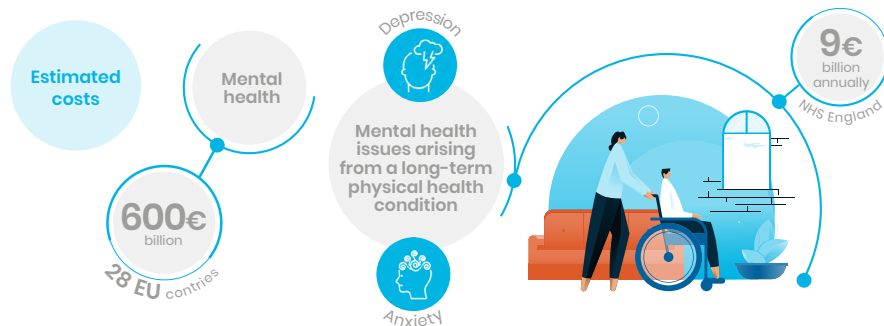 Estimated
costs
Mental
health
600€
billion
28 EU contries
Depression
Mental health
issues arising
from a long-term
physical health
condition
Anxiety
9€
billion
annually
NHS England